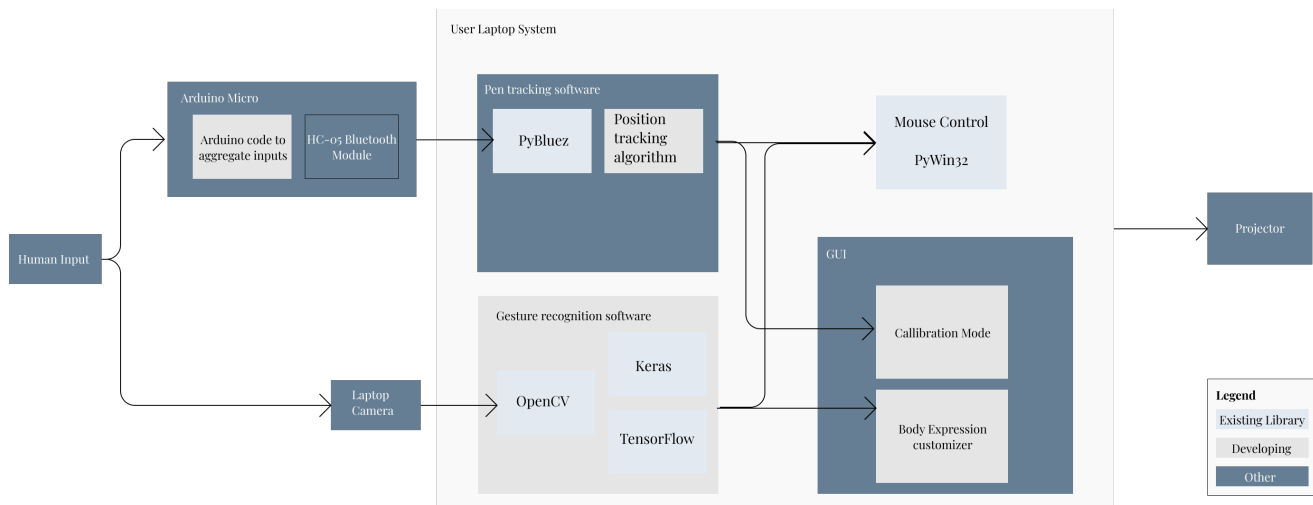 User Laptop System
Arduino Micro
Arduino code to
aggregate inputs
HC-05 Bluetooth
Module
Pen tracking software
PyBluez
Position
tracking
algorithm
Mouse Control
PyWin32
Human Input
Projector
GUI
Callibration Mode
Body Expression
customizer
Gesture recognition software
OpenCV
Keras
TensorFlow
Laptop
Camera
Legend
Existing Library
Developing
Other